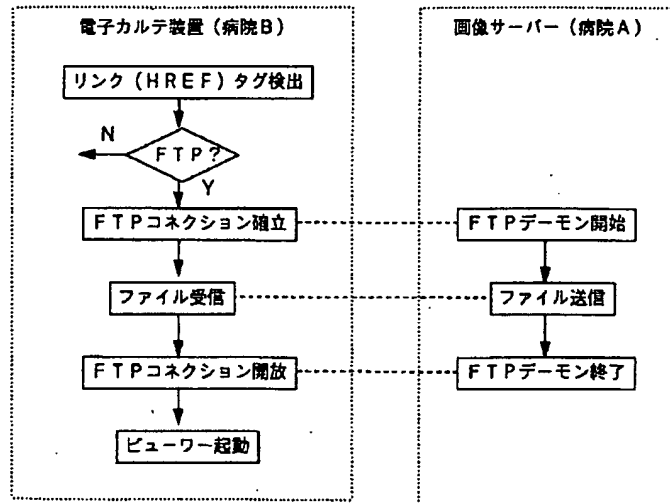 電子カルテ装置（病院Ｂ）
リンク（ＨＲＥＦ）タグ検出
Ｎ
ＦＴＰ？
Ｙ
ＦＴＰコネクション確立
ファイル受信
ＦＴＰコネクション開放
ビューワー起動
画像サーバー（病院Ａ）
ＦＴＰデーモン開始
ファイル送信
ＦＴＰデーモン終了